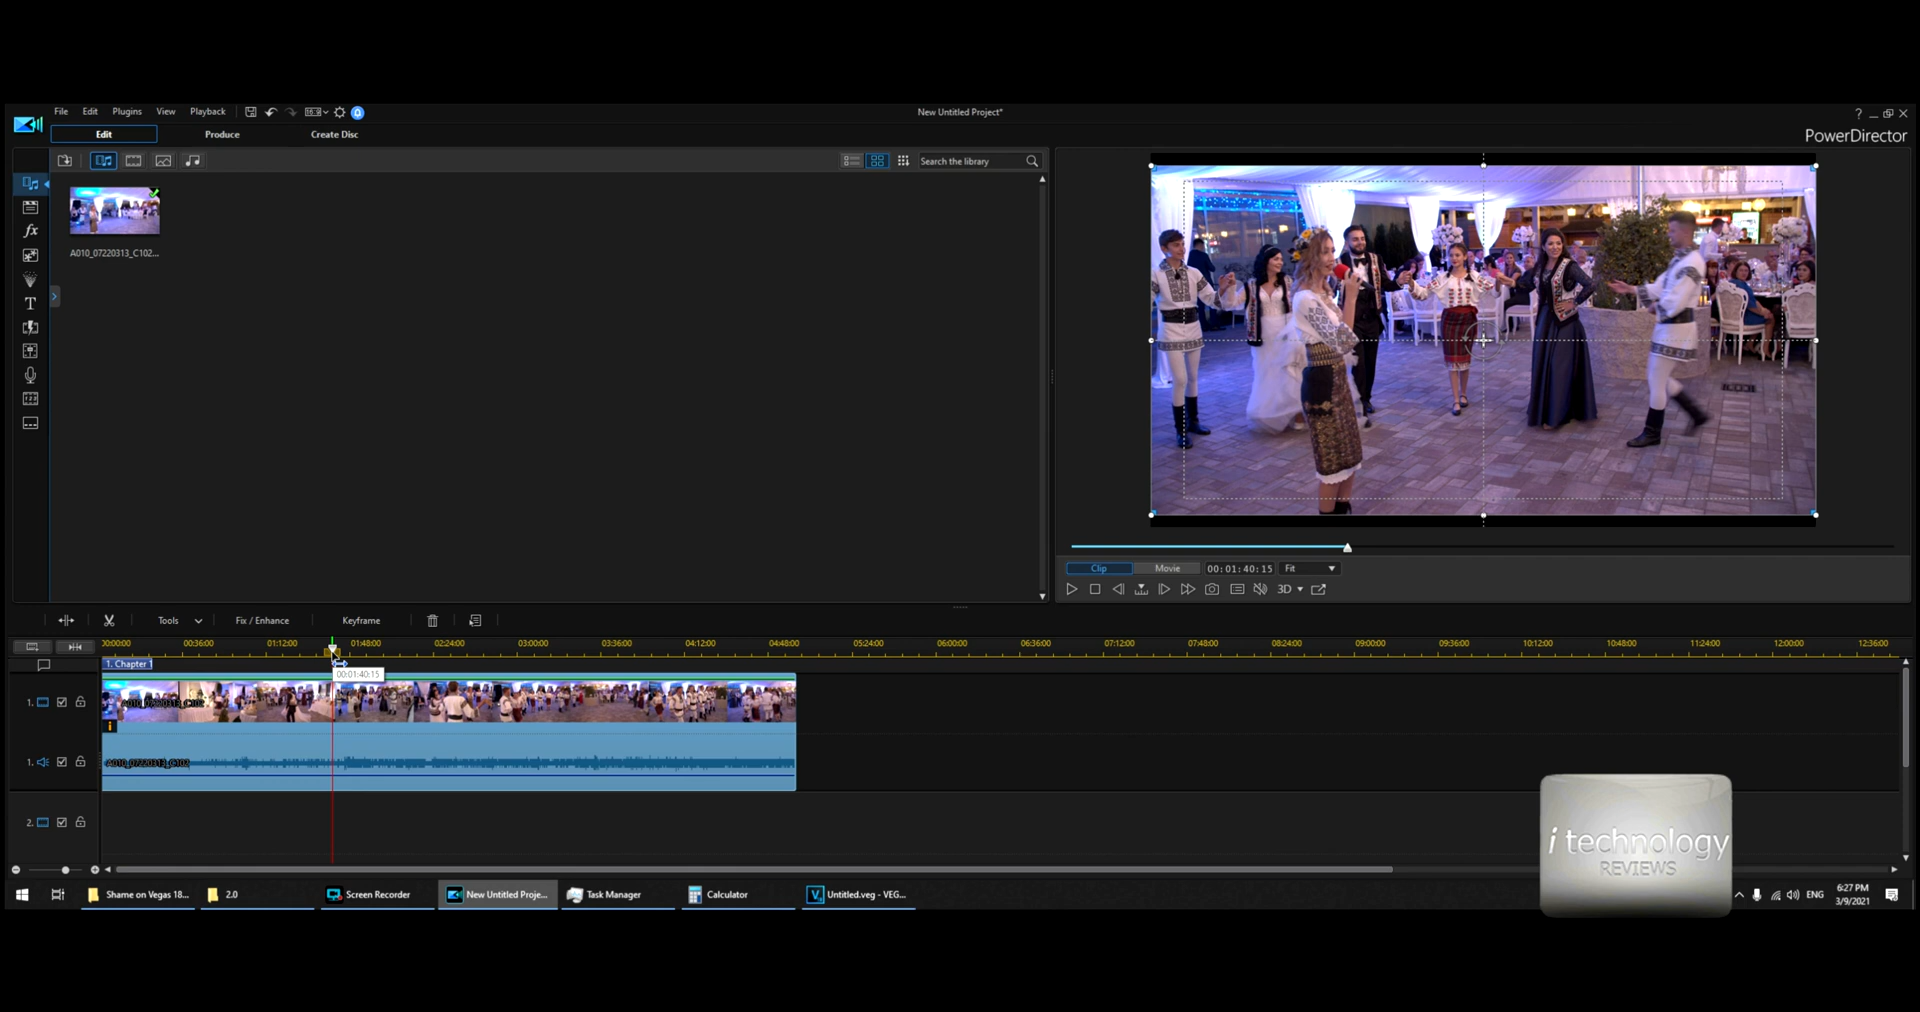 File Edit Plugins View Playback 16:9 New Untitled Project* ?
Edit Produce Create Disc PowerDirector
Search the library
fx
A010_07220313_C102...
T
Clip Movie 00:01:40:15 Fit
3D
Tools Fix / Enhance Keyframe
00:00:00 00:36:00 01:12:00 01:48:00 02:24:00 03:00:00 03:36:00 04:12:00 04:48:00 05:24:00 06:00:00 06:36:00 07:12:00 07:48:00 08:24:00 09:00:00 09:36:00 10:12:00 10:48:00 11:24:00 12:00:00 12:36:00
1. Chapter 1
00:01:40:15
1. A010_07220313_C102
i
1. A010_07220313_C102
2.
i technology
REVIEWS
Shame on Vegas 18... 2.0 Screen Recorder New Untitled Proje... Task Manager Calculator Untitled.veg - VEG... ENG 6:27 PM
3/9/2021